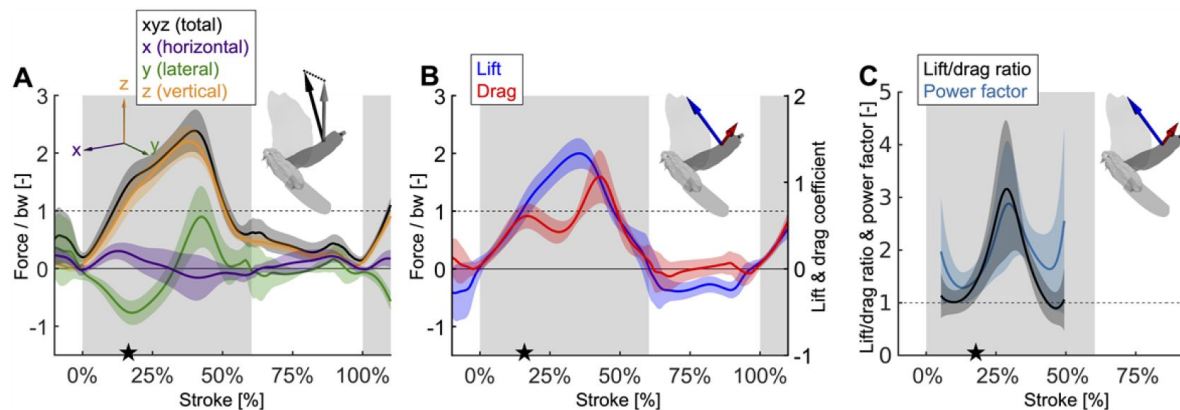 xyz (total)
x (horizontal)
y (lateral)
z (vertical)
A
z
x
y
Force / bw [-]
3
2
1
0
-1
0%
25%
50%
75%
100%
Stroke [%]
B
Lift
Drag
Force / bw [-]
3
2
1
0
-1
2
1
0
-1
Lift & drag coefficient
0%
25%
50%
75%
100%
Stroke [%]
C
Lift/drag ratio
Power factor
Lift/drag ratio & power factor [-]
5
4
3
2
1
0
0%
25%
50%
75%
Stroke [%]